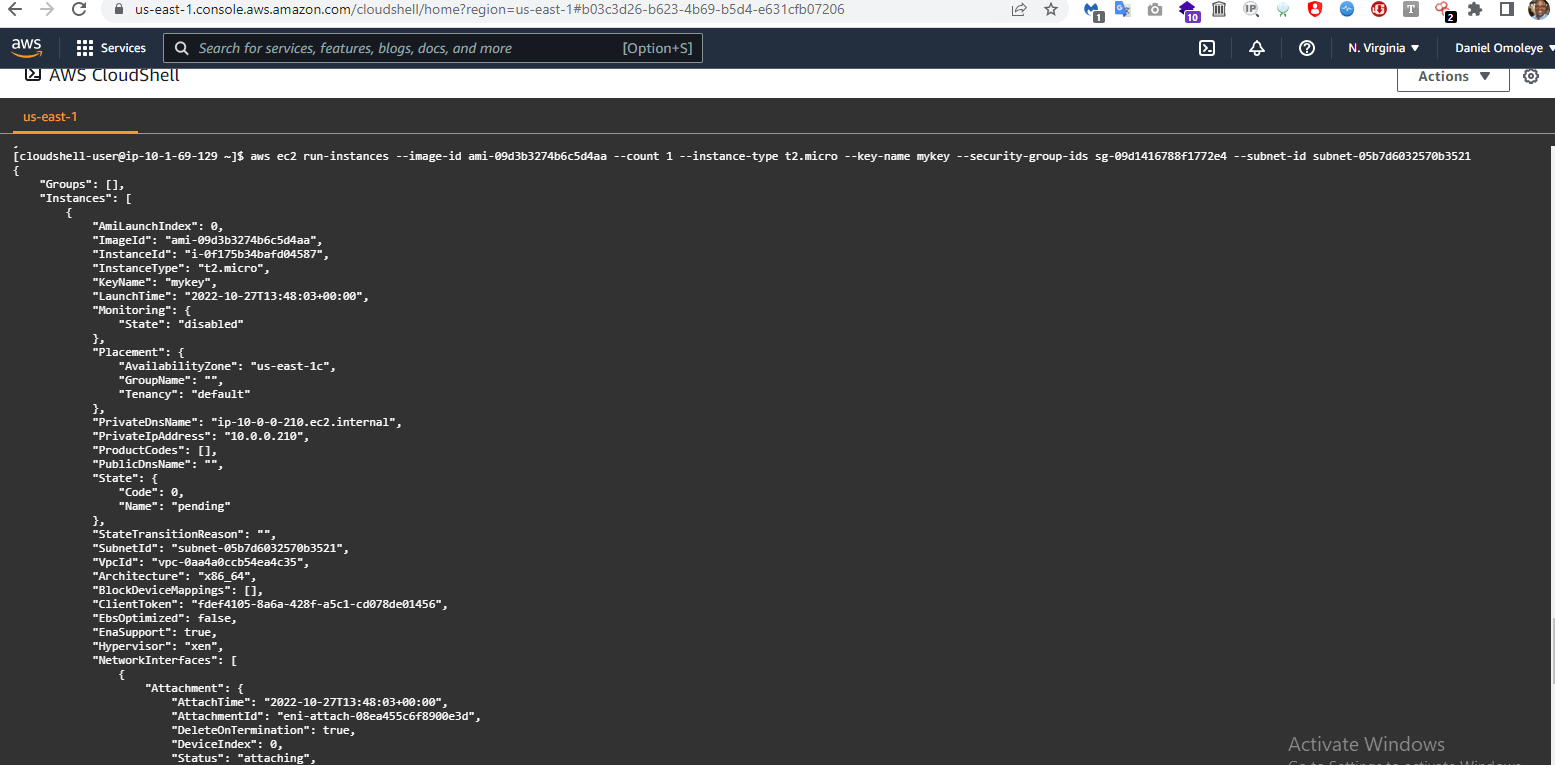 us-east-1.console.aws.amazon.com/cloudshell/home?region=us-east-1#b03c3d26-b623-4b69-b5d4-e631cfb07206
1
10
IP
T
2
aws
Services
Search for services, features, blogs, docs, and more [Option+S]
N. Virginia ▼
Daniel Omoleye
AWS CloudShell
Actions ▼
us-east-1
[cloudshell-user@ip-10-1-69-129 ~]$ aws ec2 run-instances --image-id ami-09d3b3274b6c5d4aa --count 1 --instance-type t2.micro --key-name mykey --security-group-ids sg-09d1416788f1772e4 --subnet-id subnet-05b7d6032570b3521
{
    "Groups": [],
    "Instances": [
        {
            "AmiLaunchIndex": 0,
            "ImageId": "ami-09d3b3274b6c5d4aa",
            "InstanceId": "i-0f175b34bafd04587",
            "InstanceType": "t2.micro",
            "KeyName": "mykey",
            "LaunchTime": "2022-10-27T13:48:03+00:00",
            "Monitoring": {
                "State": "disabled"
            },
            "Placement": {
                "AvailabilityZone": "us-east-1c",
                "GroupName": "",
                "Tenancy": "default"
            },
            "PrivateDnsName": "ip-10-0-0-210.ec2.internal",
            "PrivateIpAddress": "10.0.0.210",
            "ProductCodes": [],
            "PublicDnsName": "",
            "State": {
                "Code": 0,
                "Name": "pending"
            },
            "StateTransitionReason": "",
            "SubnetId": "subnet-05b7d6032570b3521",
            "VpcId": "vpc-0aa4a0ccb54ea4c35",
            "Architecture": "x86_64",
            "BlockDeviceMappings": [],
            "ClientToken": "fdef4105-8a6a-428f-a5c1-cd078de01456",
            "EbsOptimized": false,
            "EnaSupport": true,
            "Hypervisor": "xen",
            "NetworkInterfaces": [
                {
                    "Attachment": {
                        "AttachTime": "2022-10-27T13:48:03+00:00",
                        "AttachmentId": "eni-attach-08ea455c6f8900e3d",
                        "DeleteOnTermination": true,
                        "DeviceIndex": 0,
                        "Status": "attaching",
Activate Windows